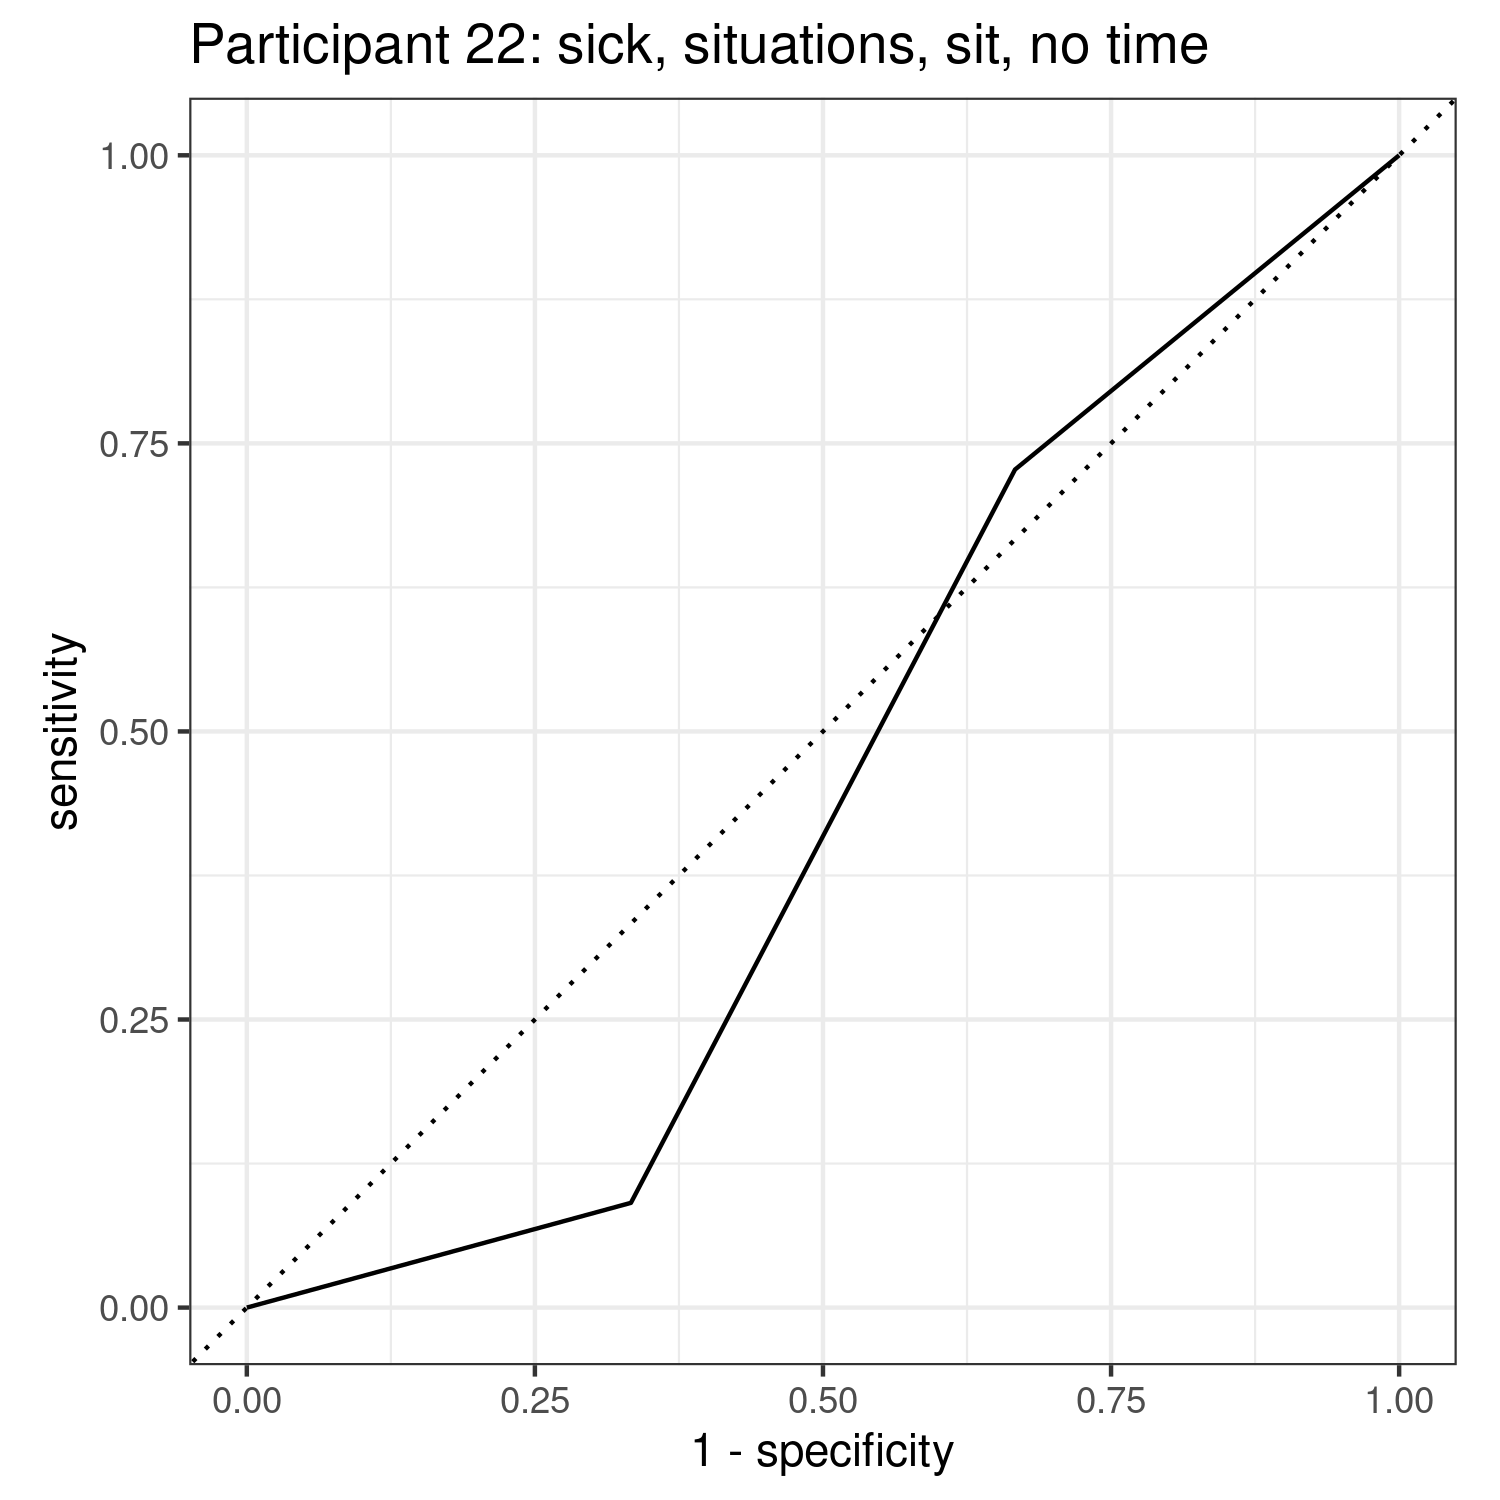 Participant 22: sick, situations, sit, no time
1.00
0.75
0.50
0.25
0.00
sensitivity
0.00 0.25 0.50 0.75 1.00
1 - specificity